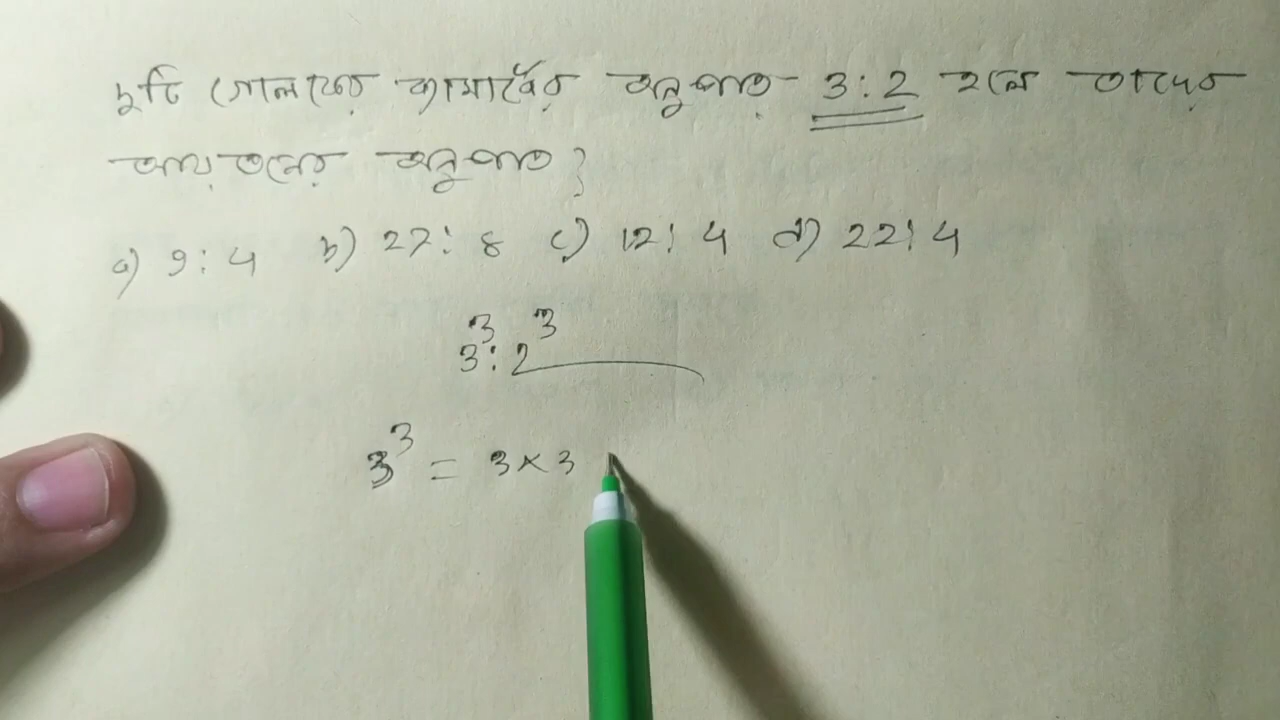 দুটি গোলকের ব্যাসার্ধের অনুপাত 3:2 হলে তাদের
আয়তনের অনুপাত?
a) 9:4 b) 27:8 c) 12:4 d) 22:4
3³:2³
3³ = 3×3